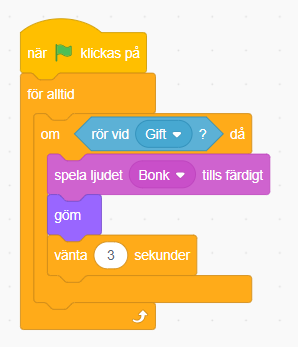 när klickas på
för alltid
om rör vid Gift ? då
spela ljudet Bonk tills färdigt
göm
vänta 3 sekunder